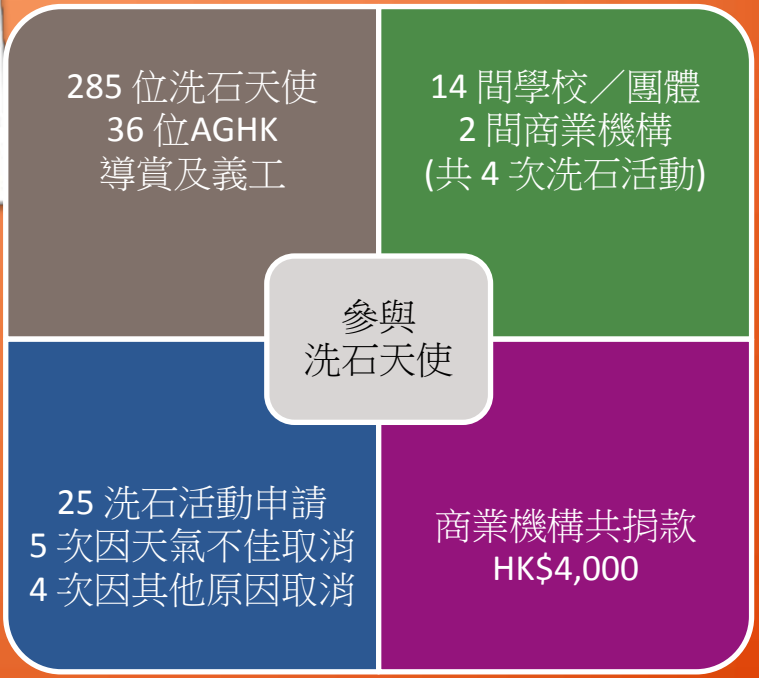 285 位洗石天使
36 位AGHK
導賞及義工
14 間學校／團體
2 間商業機構
(共 4 次洗石活動)
參與
洗石天使
25 洗石活動申請
5 次因天氣不佳取消
4 次因其他原因取消
商業機構共捐款
HK$4,000